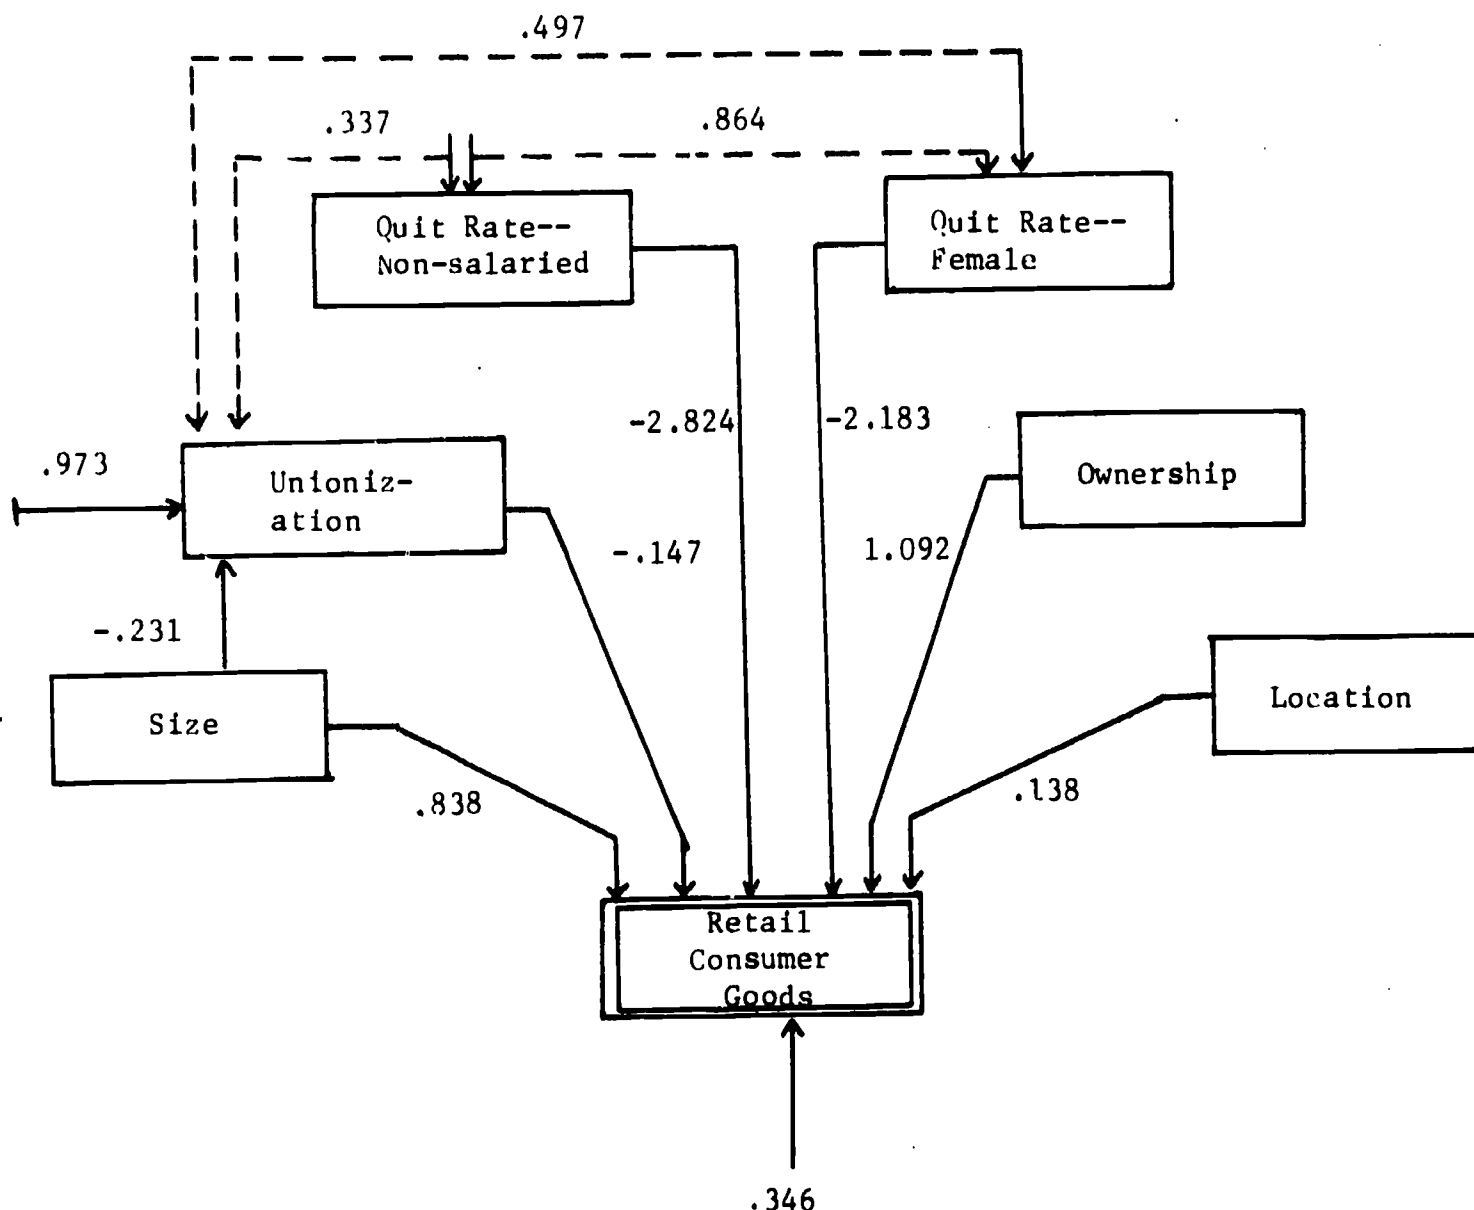 .497
.337
.864
Quit Rate--
Non-salaried
Quit Rate--
Female
-2.824
-2.183
.973
Unioniz-
ation
Ownership
-.147
1.092
-.231
Size
Location
.838
.138
Retail
Consumer
Goods
.346